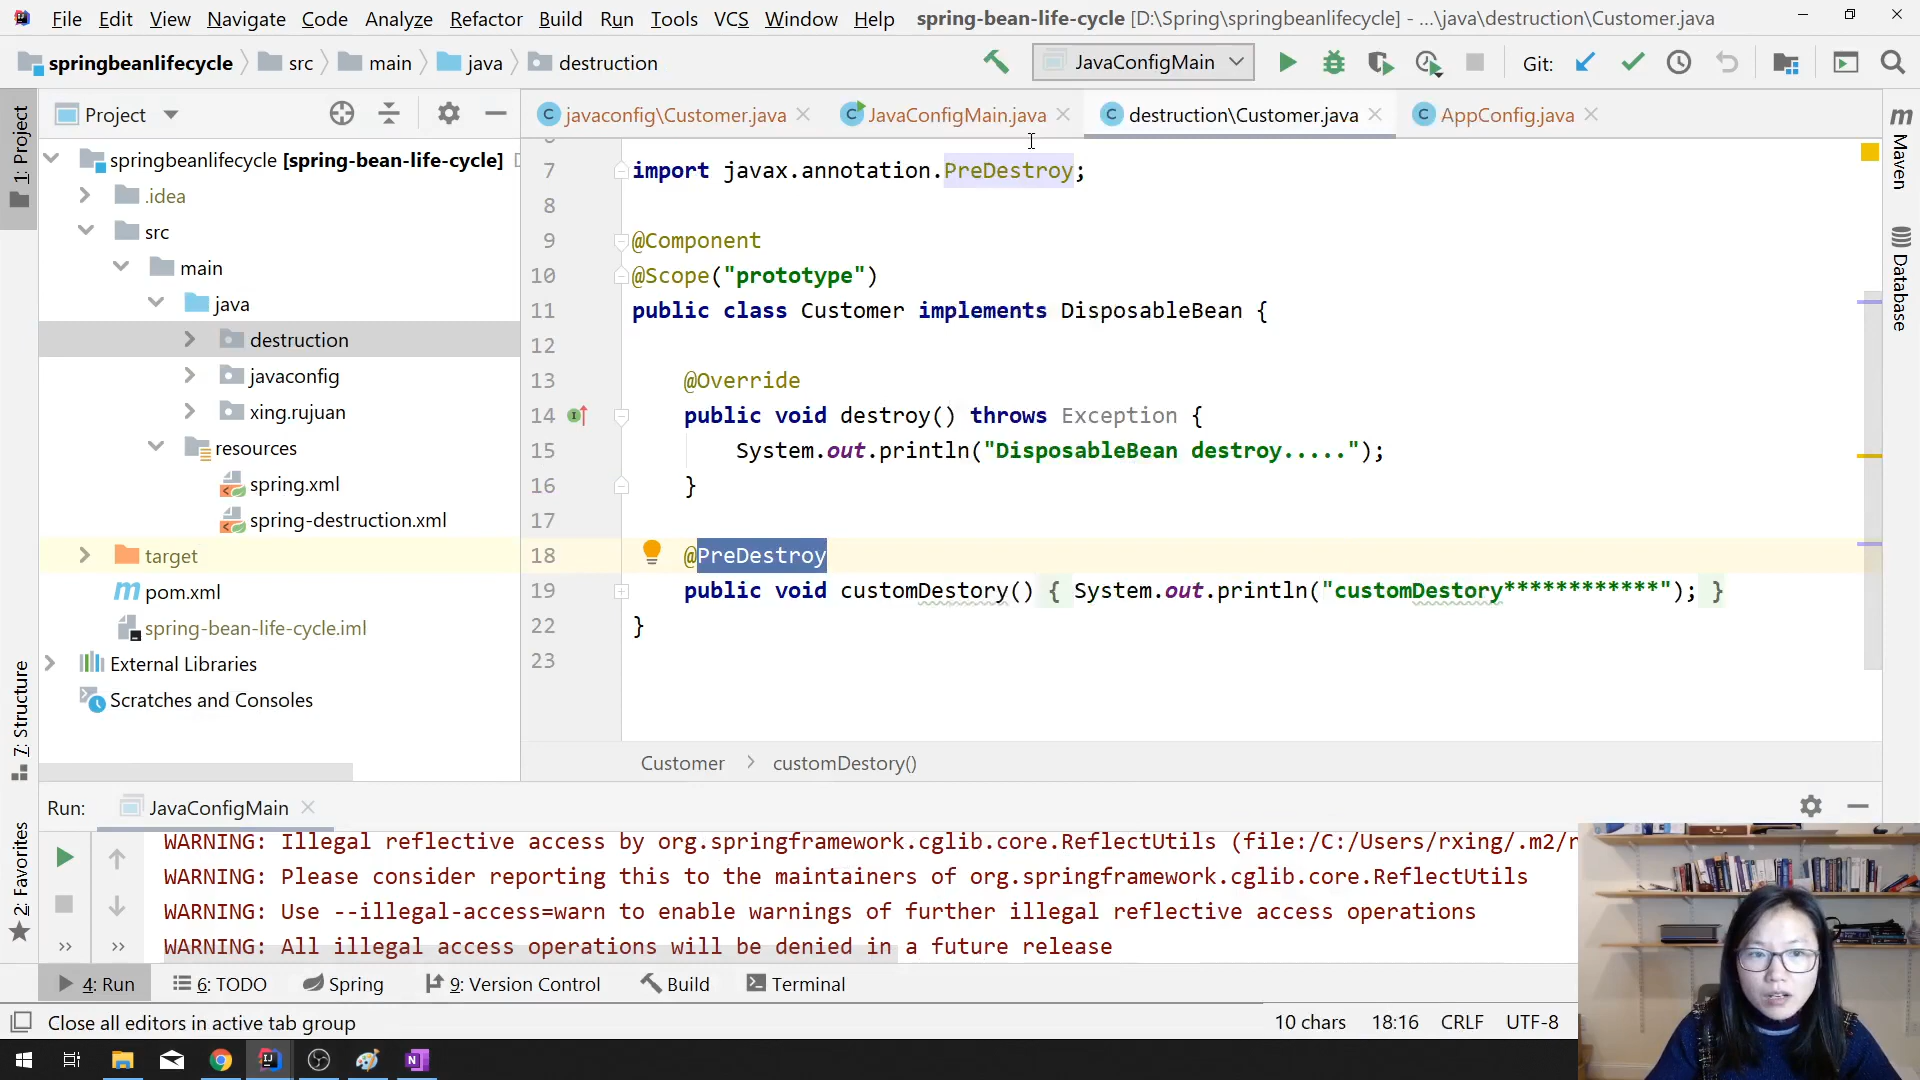 File Edit View Navigate Code Analyze Refactor Build Run Tools VCS Window Help spring-bean-life-cycle [D:\Spring\springbeanlifecycle] - ...\java\destruction\Customer.java
springbeanlifecycle src main java destruction JavaConfigMain Git:
Project javaconfig\Customer.java JavaConfigMain.java destruction\Customer.java AppConfig.java
1: Project
7: Structure
2: Favorites
springbeanlifecycle [spring-bean-life-cycle]
.idea
src
main
java
destruction
javaconfig
xing.rujuan
resources
spring.xml
spring-destruction.xml
target
pom.xml
spring-bean-life-cycle.iml
External Libraries
Scratches and Consoles
7 import javax.annotation.PreDestroy;
8
9 @Component
10 @Scope("prototype")
11 public class Customer implements DisposableBean {
12
13 @Override
14 public void destroy() throws Exception {
15 System.out.println("DisposableBean destroy.....");
16 }
17
18 @PreDestroy
19 public void customDestory() { System.out.println("customDestory************"); }
22 }
23
Customer customDestory()
Maven
Database
Run: JavaConfigMain
WARNING: Illegal reflective access by org.springframework.cglib.core.ReflectUtils (file:/C:/Users/rxing/.m2/
WARNING: Please consider reporting this to the maintainers of org.springframework.cglib.core.ReflectUtils
WARNING: Use --illegal-access=warn to enable warnings of further illegal reflective access operations
WARNING: All illegal access operations will be denied in a future release
4: Run 6: TODO Spring 9: Version Control Build Terminal
Close all editors in active tab group 10 chars 18:16 CRLF UTF-8